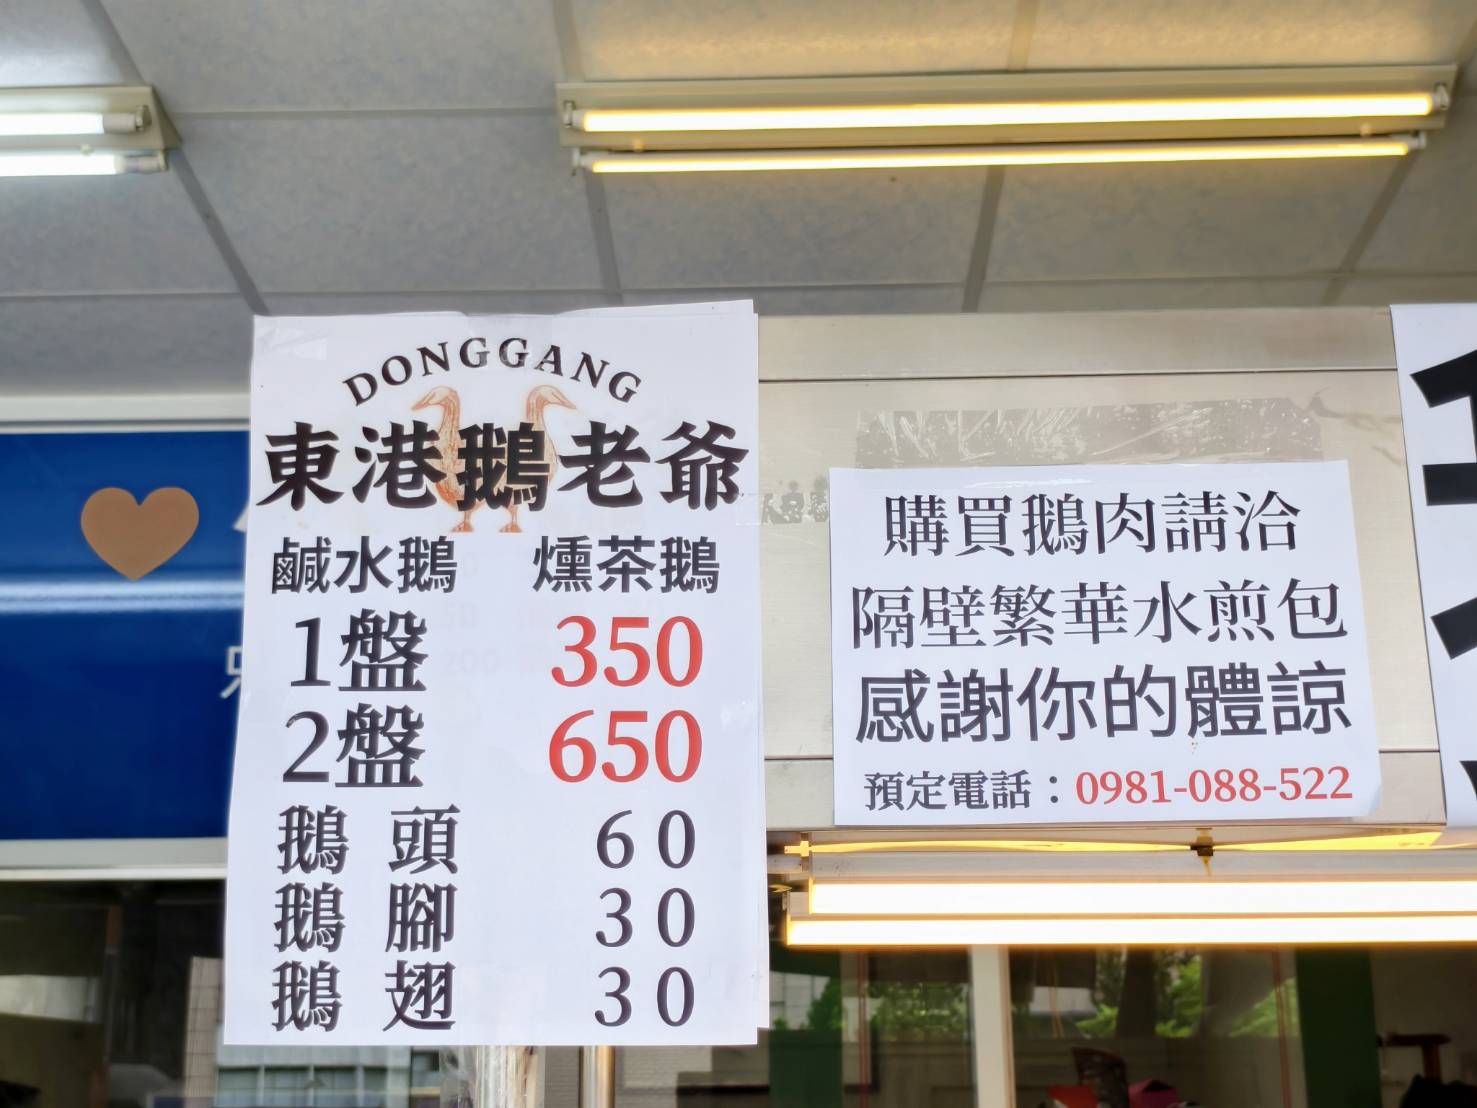 DONGGANG
東港鵝老爺
鹹水鵝 燻茶鵝
1盤 350
2盤 650
鵝頭 60
鵝腳 30
鵝翅 30
購買鵝肉請洽
隔壁繁華水煎包
感謝你的體諒
預定電話：0981-088-522